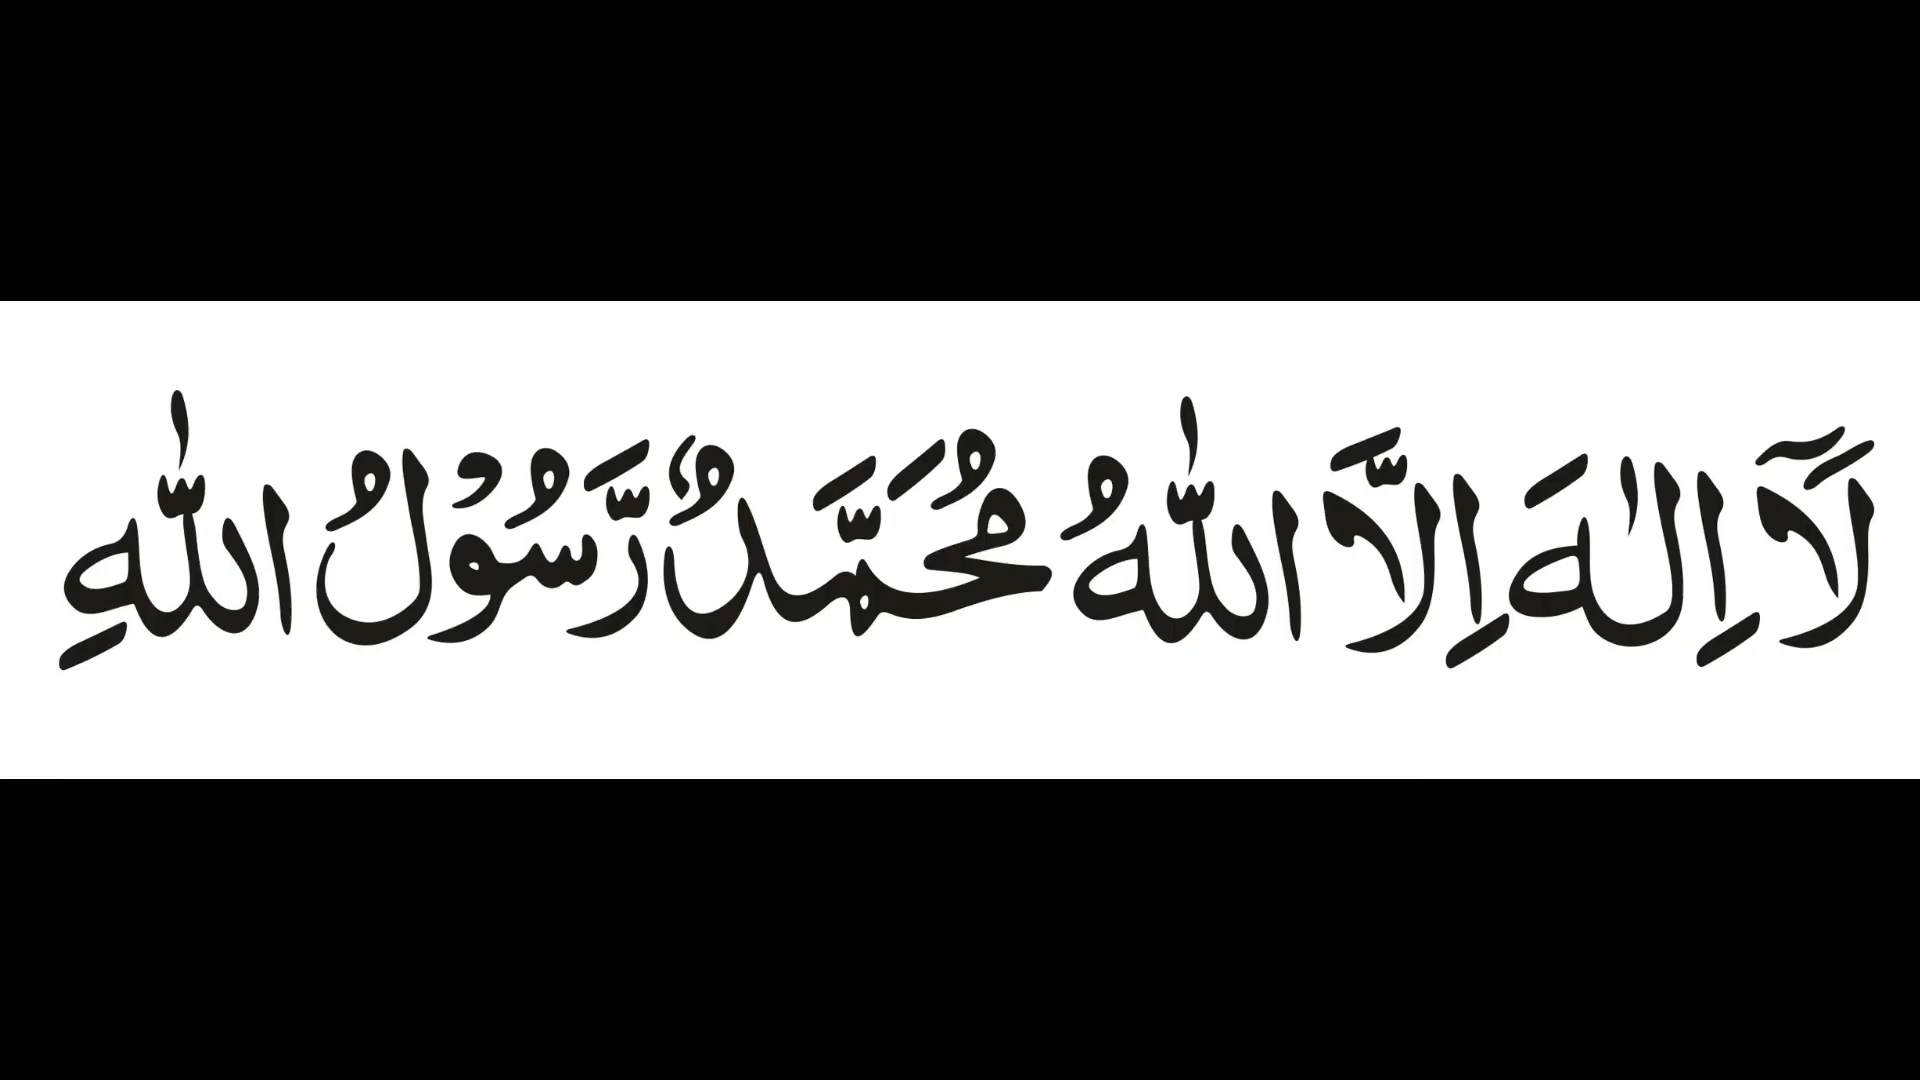 لَآ اِلٰهَ اِلَّا اللّٰهُ مُحَمَّدٌ رَّسُوْلُ اللّٰهِ